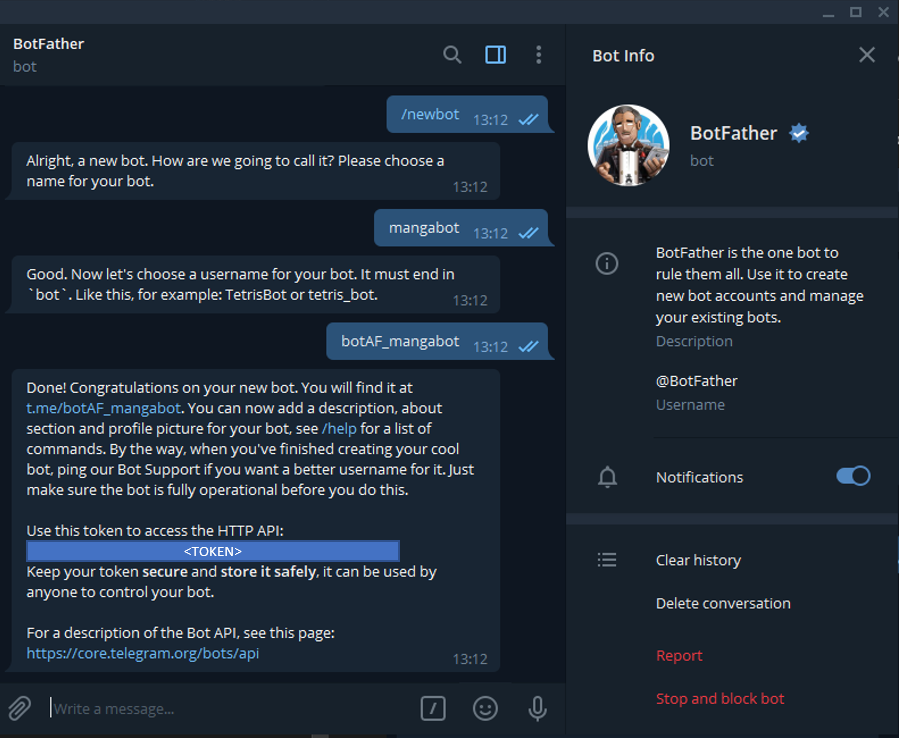 BotFather
bot
/newbot 13:12
Alright, a new bot. How are we going to call it? Please choose a
name for your bot.
13:12
mangabot 13:12
Good. Now let's choose a username for your bot. It must end in
`bot`. Like this, for example: TetrisBot or tetris_bot.
13:12
botAF_mangabot 13:12
Done! Congratulations on your new bot. You will find it at
t.me/botAF_mangabot. You can now add a description, about
section and profile picture for your bot, see /help for a list of
commands. By the way, when you've finished creating your cool
bot, ping our Bot Support if you want a better username for it. Just
make sure the bot is fully operational before you do this.
Use this token to access the HTTP API:
<TOKEN>
Keep your token secure and store it safely, it can be used by
anyone to control your bot.
For a description of the Bot API, see this page:
https://core.telegram.org/bots/api
13:12
Write a message...
Bot Info
BotFather
bot
BotFather is the one bot to
rule them all. Use it to create
new bot accounts and manage
your existing bots.
Description
@BotFather
Username
Notifications
Clear history
Delete conversation
Report
Stop and block bot